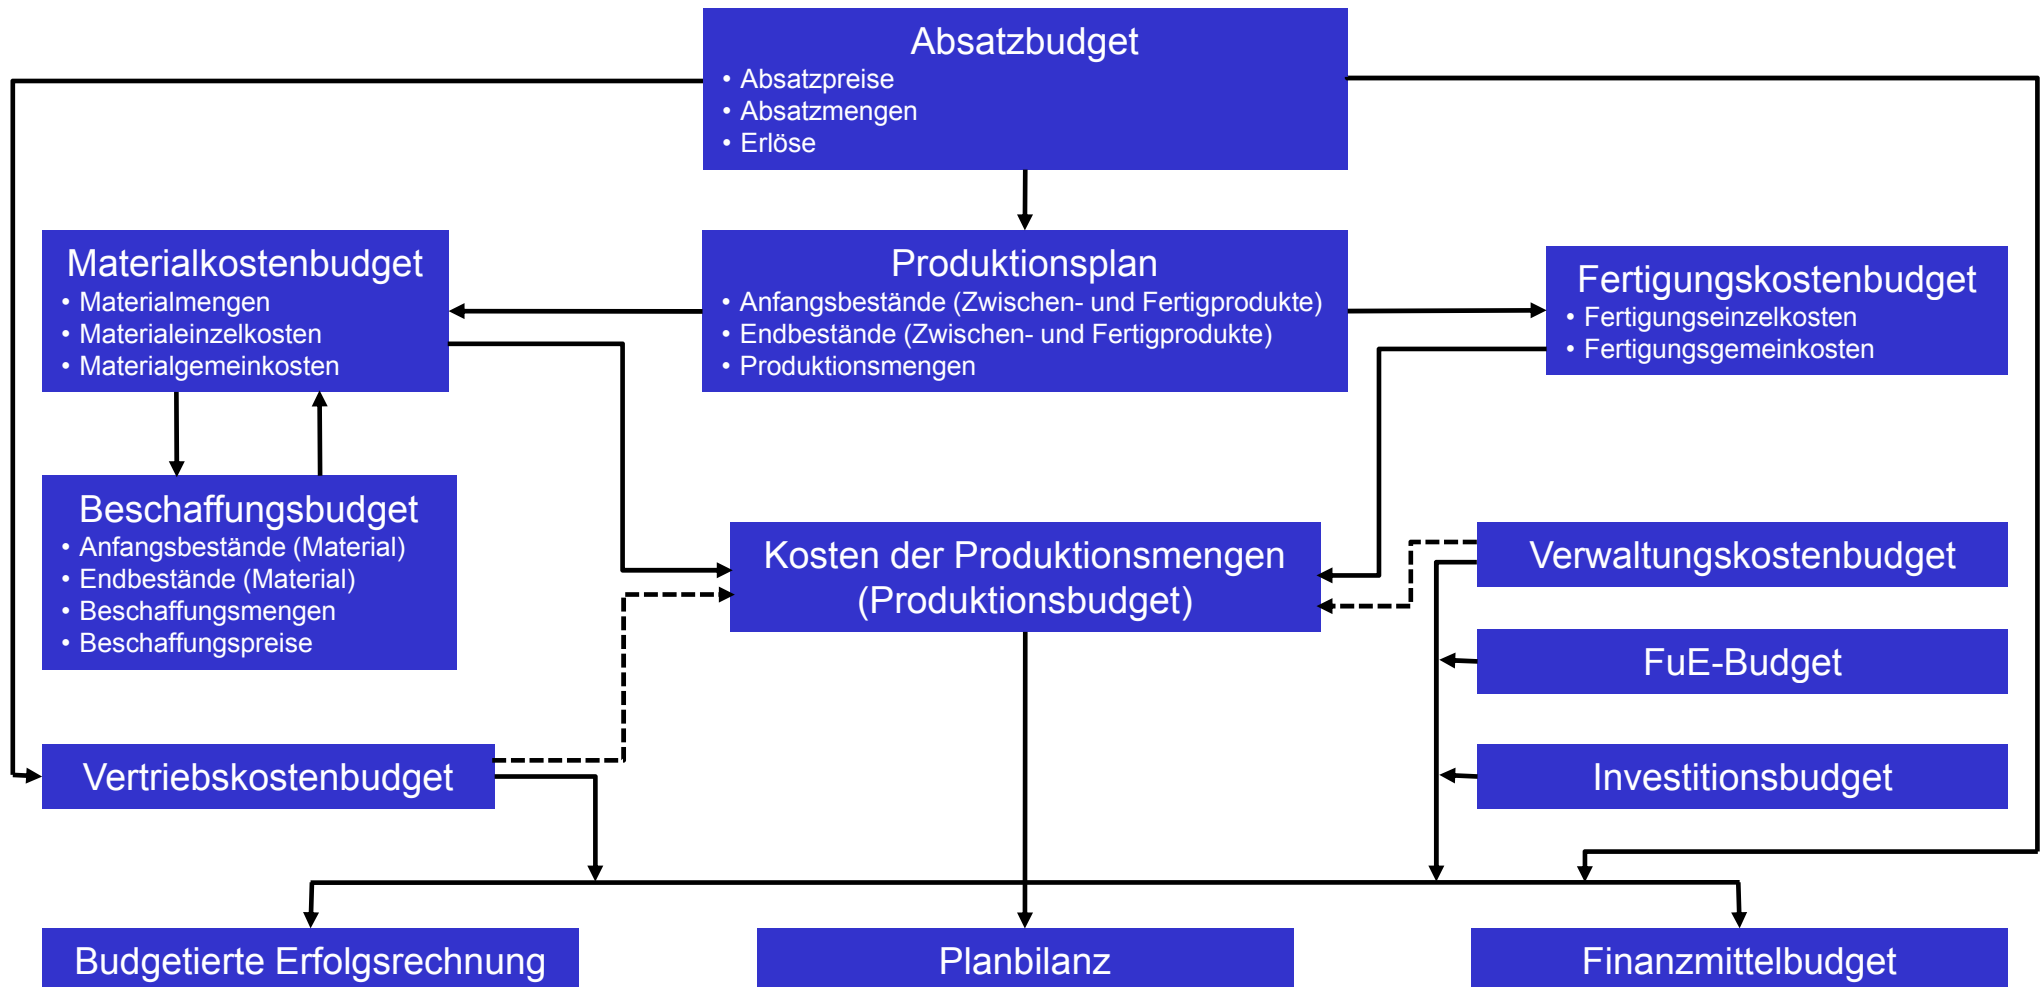 Absatzbudget
• Absatzpreise
• Absatzmengen
• Erlöse
Materialkostenbudget
• Materialmengen
• Materialeinzelkosten
• Materialgemeinkosten
Produktionsplan
• Anfangsbestände (Zwischen- und Fertigprodukte)
• Endbestände (Zwischen- und Fertigprodukte)
• Produktionsmengen
Fertigungskostenbudget
• Fertigungseinzelkosten
• Fertigungsgemeinkosten
Beschaffungsbudget
• Anfangsbestände (Material)
• Endbestände (Material)
• Beschaffungsmengen
• Beschaffungspreise
Kosten der Produktionsmengen
(Produktionsbudget)
Verwaltungskostenbudget
FuE-Budget
Vertriebskostenbudget
Investitionsbudget
Budgetierte Erfolgsrechnung
Planbilanz
Finanzmittelbudget